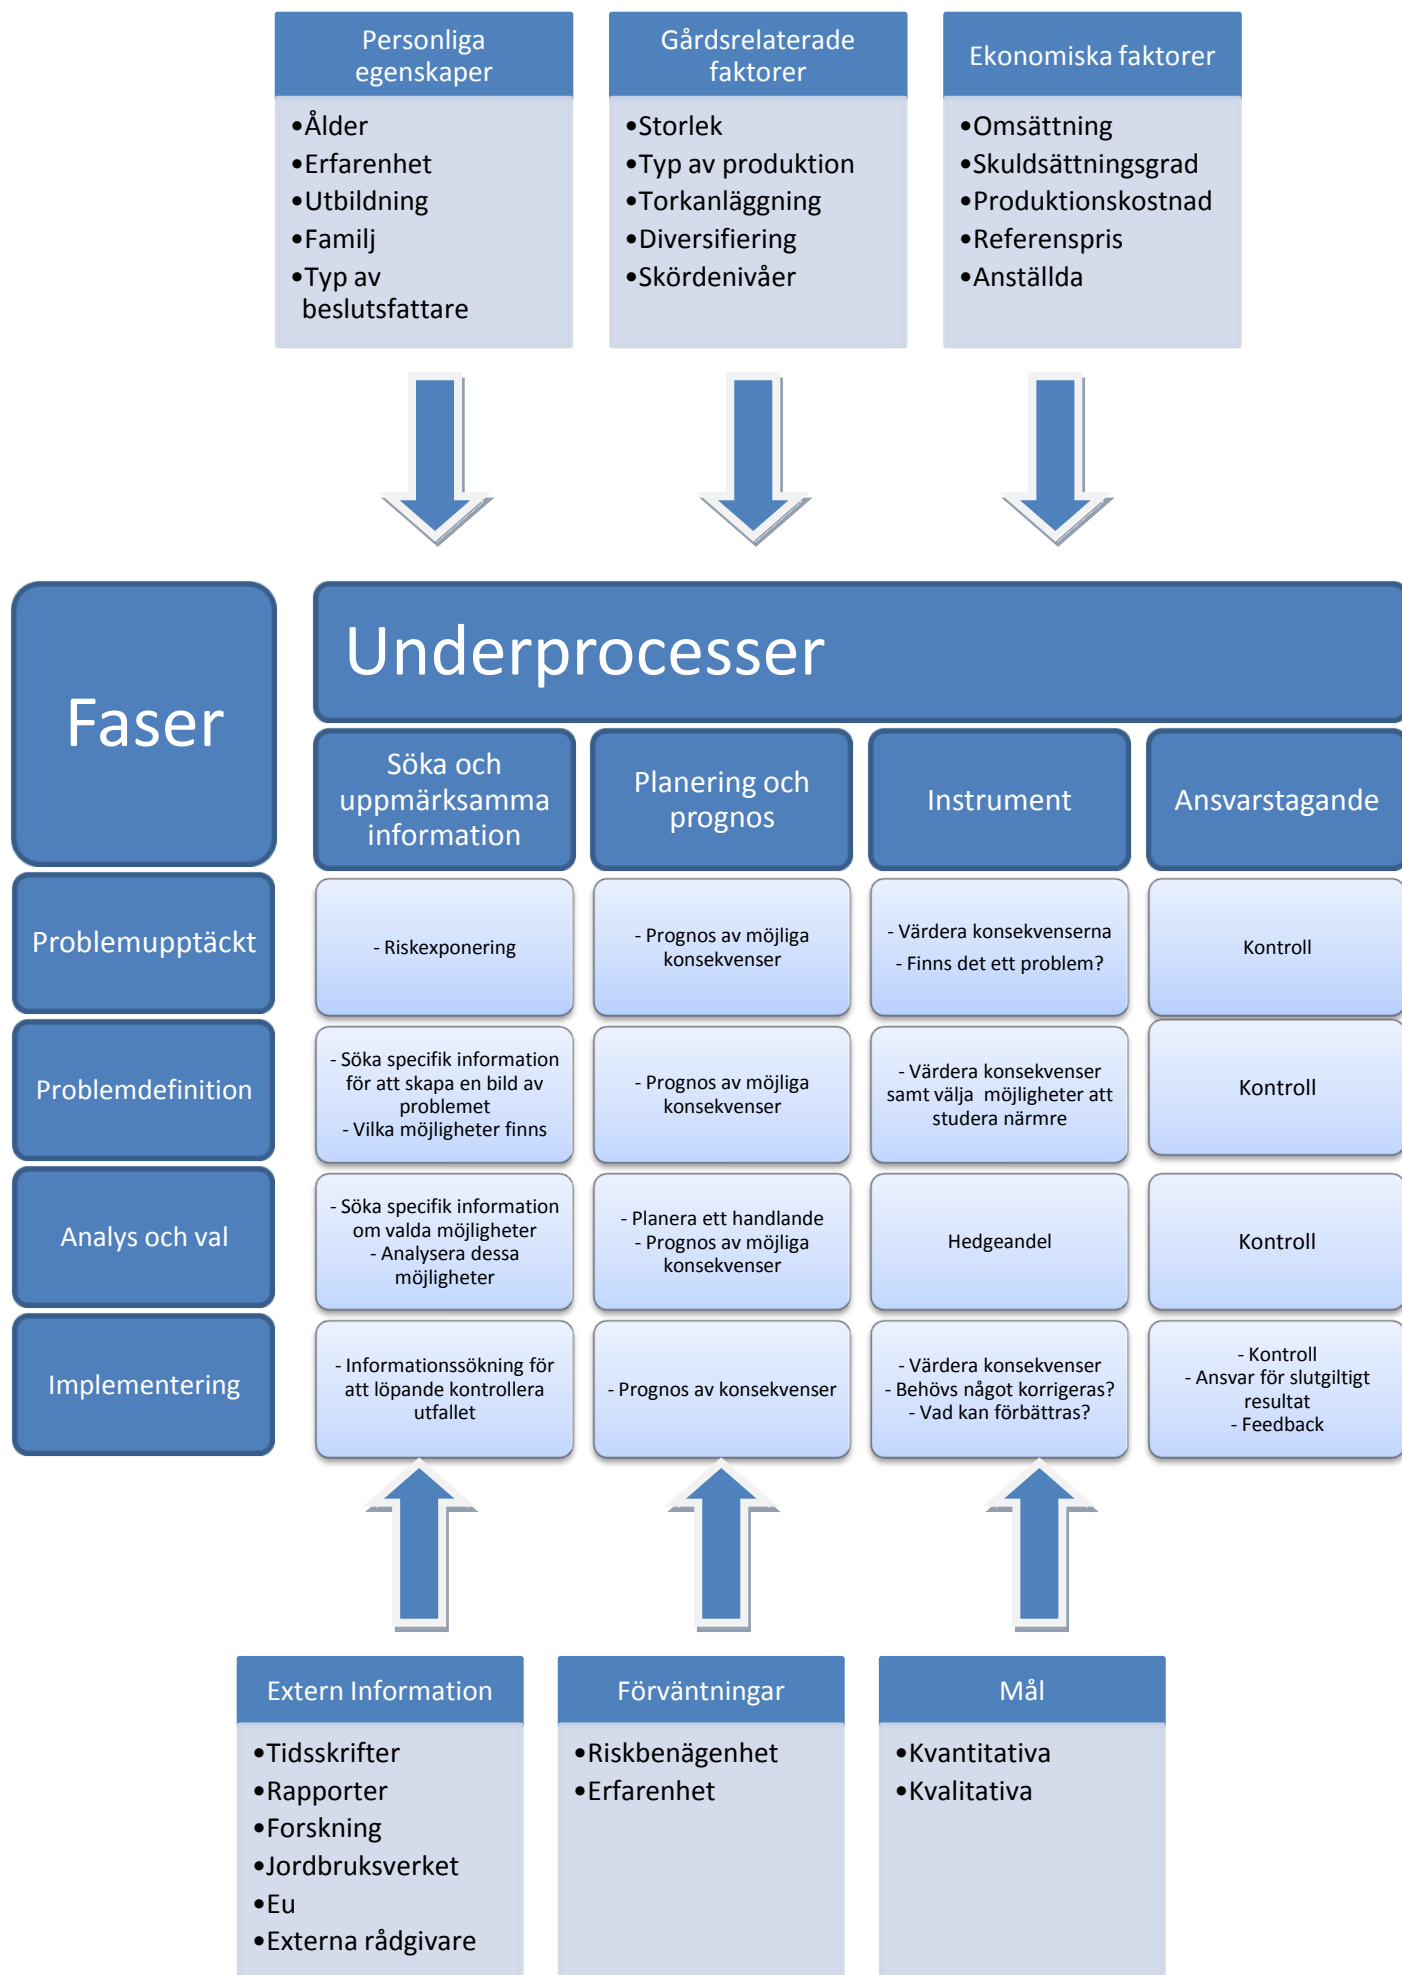 Personliga
egenskaper
•Ålder
•Erfarenhet
•Utbildning
•Familj
•Typ av
beslutsfattare
Gårdsrelaterade
faktorer
•Storlek
•Typ av produktion
•Torkanläggning
•Diversifiering
•Skördenivåer
Ekonomiska faktorer
•Omsättning
•Skuldsättningsgrad
•Produktionskostnad
•Referenspris
•Anställda
Faser
Underprocesser
Söka och
uppmärksamma
information
Planering och
prognos
Instrument
Ansvarstagande
Problemupptäckt
- Riskexponering
- Prognos av möjliga
konsekvenser
- Värdera konsekvenserna
- Finns det ett problem?
Kontroll
Problemdefinition
- Söka specifik information
för att skapa en bild av
problemet
- Vilka möjligheter finns
- Prognos av möjliga
konsekvenser
- Värdera konsekvenser
samt välja  möjligheter att
studera närmre
Kontroll
Analys och val
- Söka specifik information
om valda möjligheter
- Analysera dessa
möjligheter
- Planera ett handlande
- Prognos av möjliga
konsekvenser
Hedgeandel
Kontroll
Implementering
- Informationssökning för
att löpande kontrollera
utfallet
- Prognos av konsekvenser
- Värdera konsekvenser
- Behövs något korrigeras?
- Vad kan förbättras?
- Kontroll
- Ansvar för slutgiltigt
resultat
- Feedback
Extern Information
•Tidsskrifter
•Rapporter
•Forskning
•Jordbruksverket
•Eu
•Externa rådgivare
Förväntningar
•Riskbenägenhet
•Erfarenhet
Mål
•Kvantitativa
•Kvalitativa